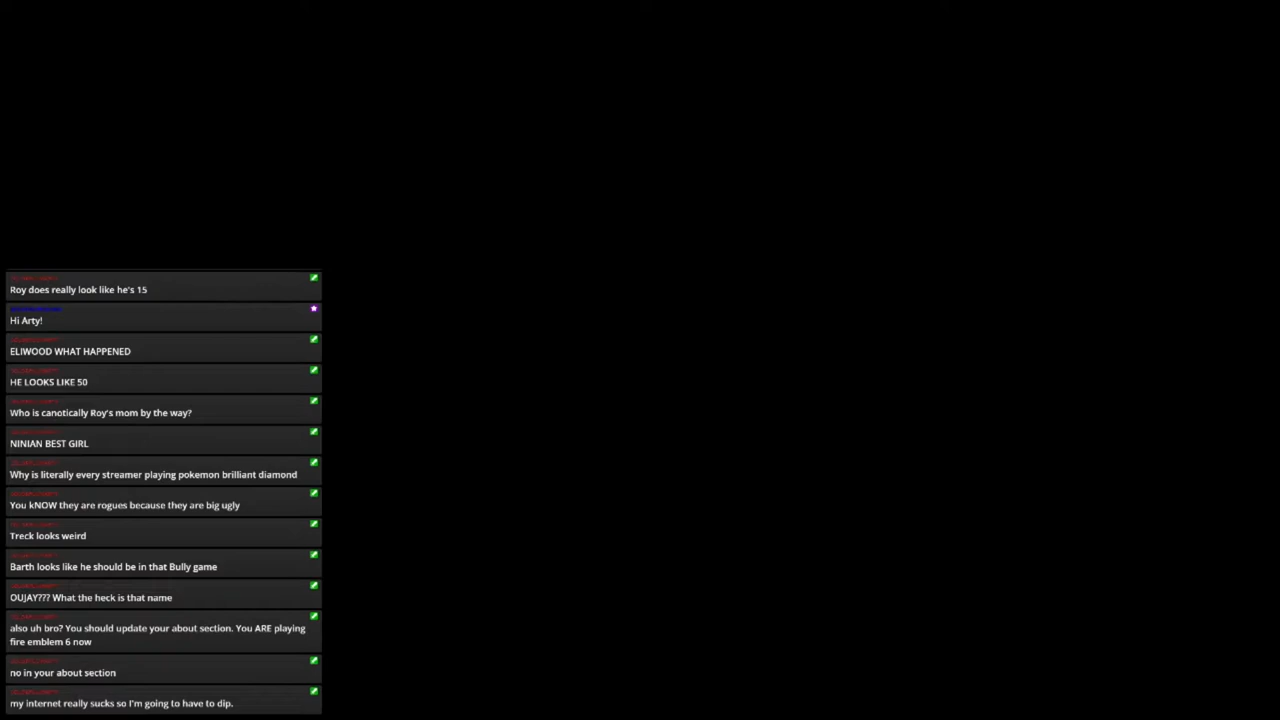 Roy does really look like he's 15
Hi Arty!
ELIWOOD WHAT HAPPENED
HE LOOKS LIKE 50
Who is canotically Roy's mom by the way?
NINIAN BEST GIRL
Why is literally every streamer playing pokemon brilliant diamond
You kNOW they are rogues because they are big ugly
Treck looks weird
Barth looks like he should be in that Bully game
OUJAY??? What the heck is that name
also uh bro? You should update your about section. You ARE playing
fire emblem 6 now
no in your about section
my internet really sucks so I'm going to have to dip.